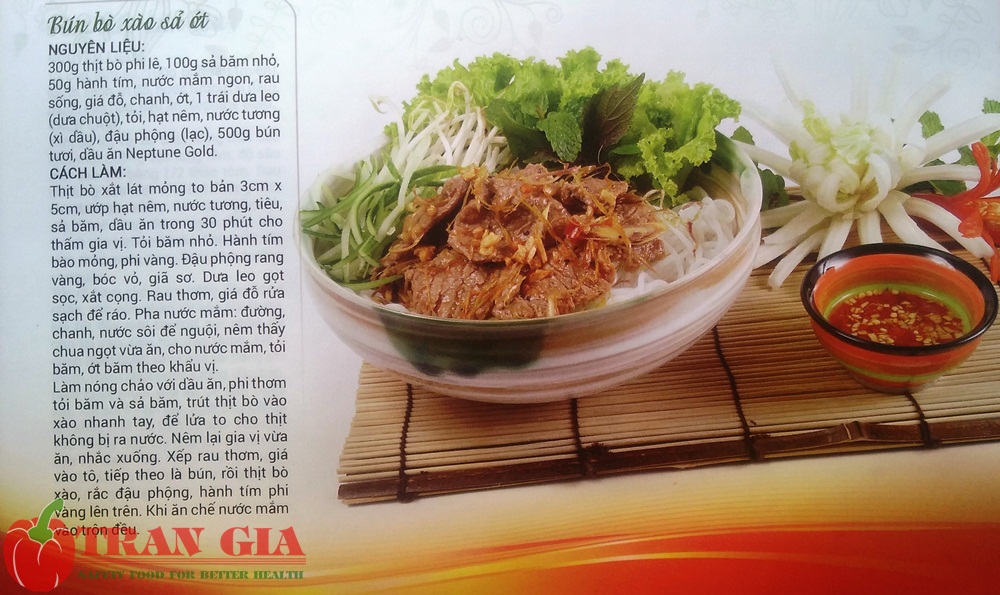 Bún bò xào sả ớt
NGUYÊN LIỆU:
300g thịt bò phi lê, 100g sả băm nhỏ,
50g hành tím, nước mắm ngon, rau
sống, giá đỗ, chanh, ớt, 1 trái dưa leo
(dưa chuột), tỏi, hạt nêm, nước tương
(xì dầu), đậu phộng (lạc), 500g bún
tươi, dầu ăn Neptune Gold.
CÁCH LÀM:
Thịt bò xắt lát mỏng to bản 3cm x
5cm, ướp hạt nêm, nước tương, tiêu,
sả băm, dầu ăn trong 30 phút cho
thấm gia vị. Tỏi băm nhỏ. Hành tím
bào mỏng, phi vàng. Đậu phộng rang
vàng, bóc vỏ, giã sơ. Dưa leo gọt
sọc, xắt cọng. Rau thơm, giá đỗ rửa
sạch để ráo. Pha nước mắm: đường,
chanh, nước sôi để nguội, nêm thấy
chua ngọt vừa ăn, cho nước mắm, tỏi
băm, ớt băm theo khẩu vị.
Làm nóng chảo với dầu ăn, phi thơm
tỏi băm và sả băm, trút thịt bò vào
xào nhanh tay, để lửa to cho thịt
không bị ra nước. Nêm lại gia vị vừa
ăn, nhắc xuống. Xếp rau thơm, giá
vào tô, tiếp theo là bún, rồi thịt bò
xào, rắc đậu phộng, hành tím phi
vàng lên trên. Khi ăn chế nước mắm
vào trộn đều.
TRAN GIA
SAFETY FOOD FOR BETTER HEALTH